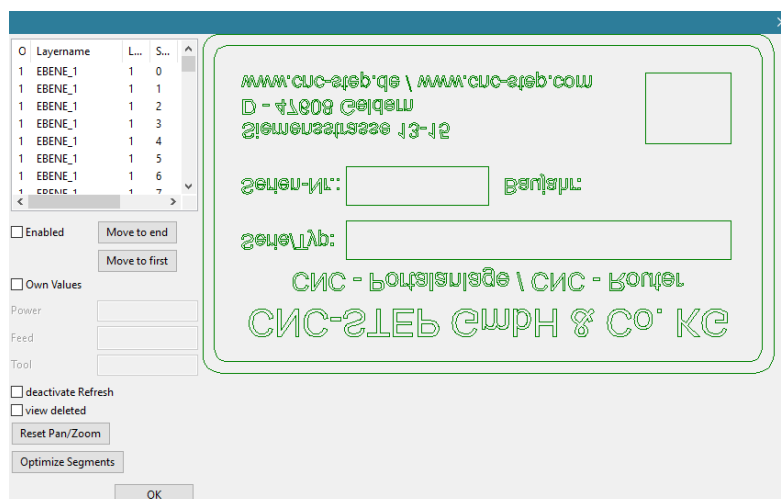 O Layername L... S...
1 EBENE_1 1 0
1 EBENE_1 1 1
1 EBENE_1 1 2
1 EBENE_1 1 3
1 EBENE_1 1 4
1 EBENE_1 1 5
1 EBENE_1 1 6
1 EBENE_1 1 7
Enabled
Move to end
Move to first
Own Values
Power
Feed
Tool
deactivate Refresh
view deleted
Reset Pan/Zoom
Optimize Segments
OK
www.cnc-step.de / www.cnc-step.com
D - 47608 Geldern
Siemensstrasse 13-15
Serien-Nr.: Baujahr:
Serie/Typ:
CNC - Portalanlage / CNC - Router
CNC-STEP GmbH & Co. KG